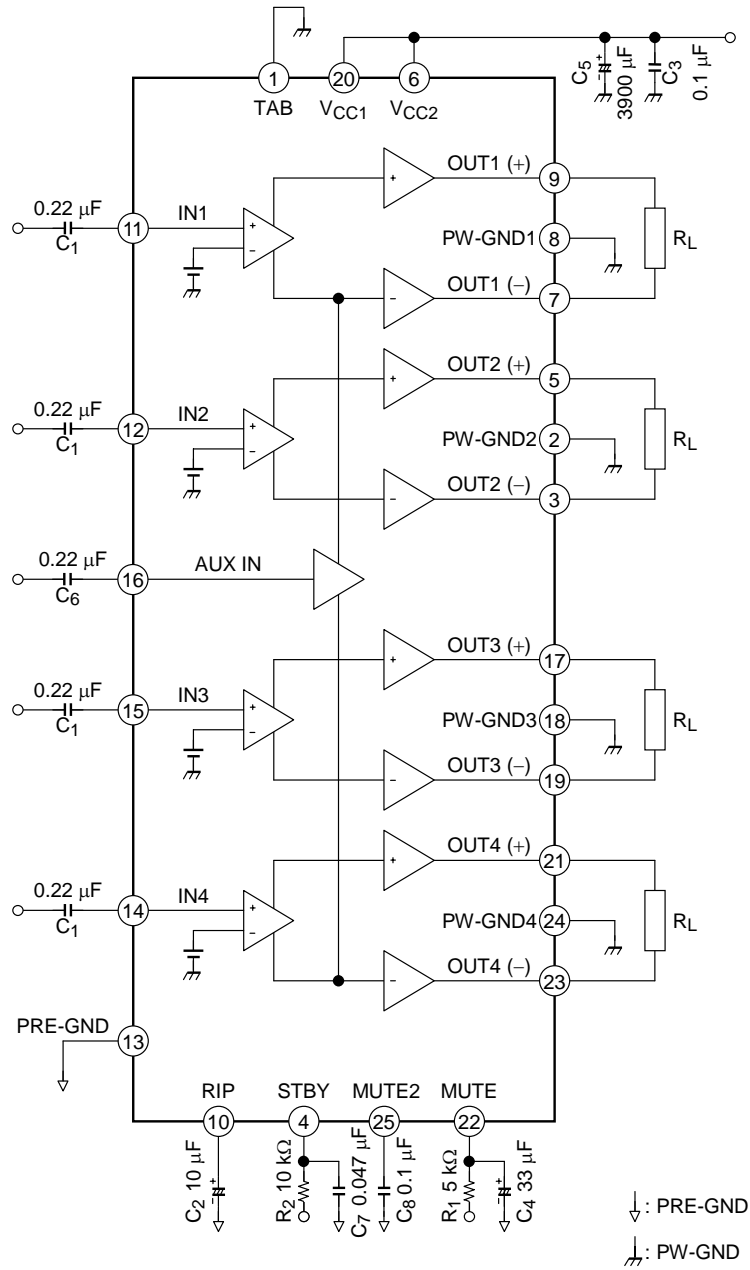 1
TAB
20
VCC1
6
VCC2
C5
3900 μF
C3
0.1 μF
0.22 μF
C1
11
IN1
OUT1 (+)
9
PW-GND1
8
RL
OUT1 (−)
7
0.22 μF
C1
12
IN2
OUT2 (+)
5
PW-GND2
2
RL
OUT2 (−)
3
0.22 μF
C6
16
AUX IN
0.22 μF
C1
15
IN3
OUT3 (+)
17
PW-GND3
18
RL
OUT3 (−)
19
0.22 μF
C1
14
IN4
OUT4 (+)
21
PW-GND4
24
RL
OUT4 (−)
23
PRE-GND
13
RIP
10
STBY
4
MUTE2
25
MUTE
22
C2 10 μF
R2 10 kΩ
C7 0.047 μF
C8 0.1 μF
R1 5 kΩ
C4 33 μF
: PRE-GND
: PW-GND